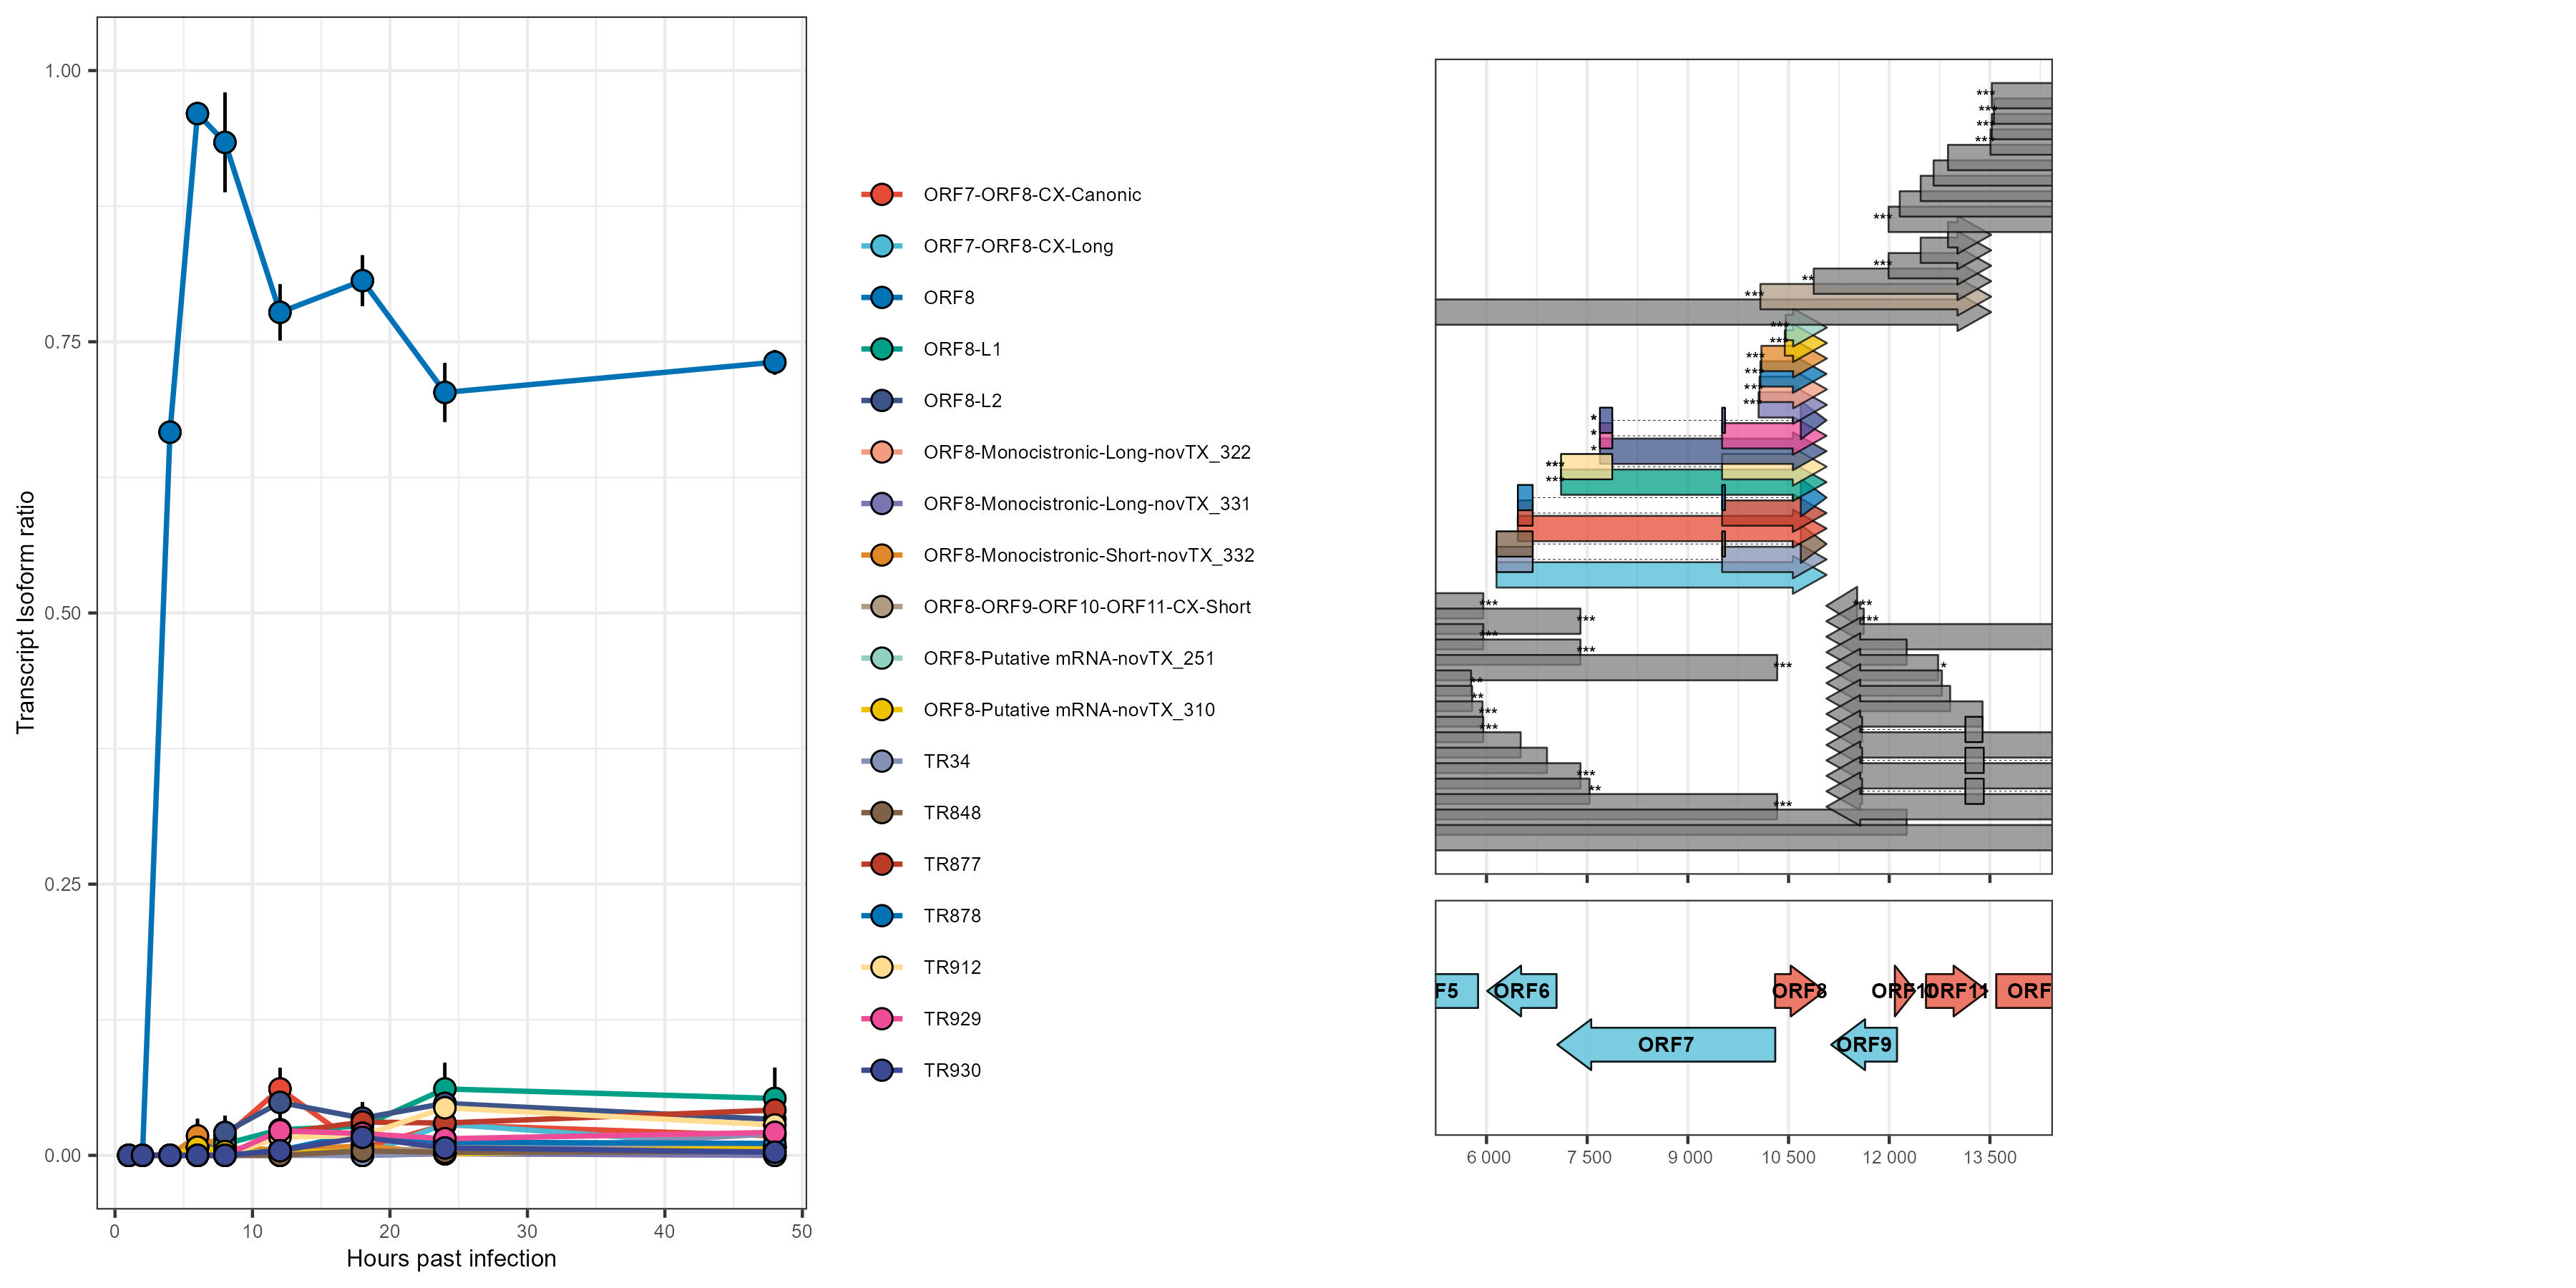 1.00
0.75
0.50
0.25
0.00
Transcript Isoform ratio
0 10 20 30 40 50
Hours past infection
ORF7-ORF8-CX-Canonic
ORF7-ORF8-CX-Long
ORF8
ORF8-L1
ORF8-L2
ORF8-Monocistronic-Long-novTX_322
ORF8-Monocistronic-Long-novTX_331
ORF8-Monocistronic-Short-novTX_332
ORF8-ORF9-ORF10-ORF11-CX-Short
ORF8-Putative mRNA-novTX_251
ORF8-Putative mRNA-novTX_310
TR34
TR848
TR877
TR878
TR912
TR929
TR930
***
***
***
***
***
***
**
***
***
***
***
***
***
***
*
*
*
***
***
***
***
***
***
***
***
***
*
**
**
***
***
***
**
***
F5 ORF6 ORF8 ORF10 ORF11 ORF
ORF7 ORF9
6 000 7 500 9 000 10 500 12 000 13 500